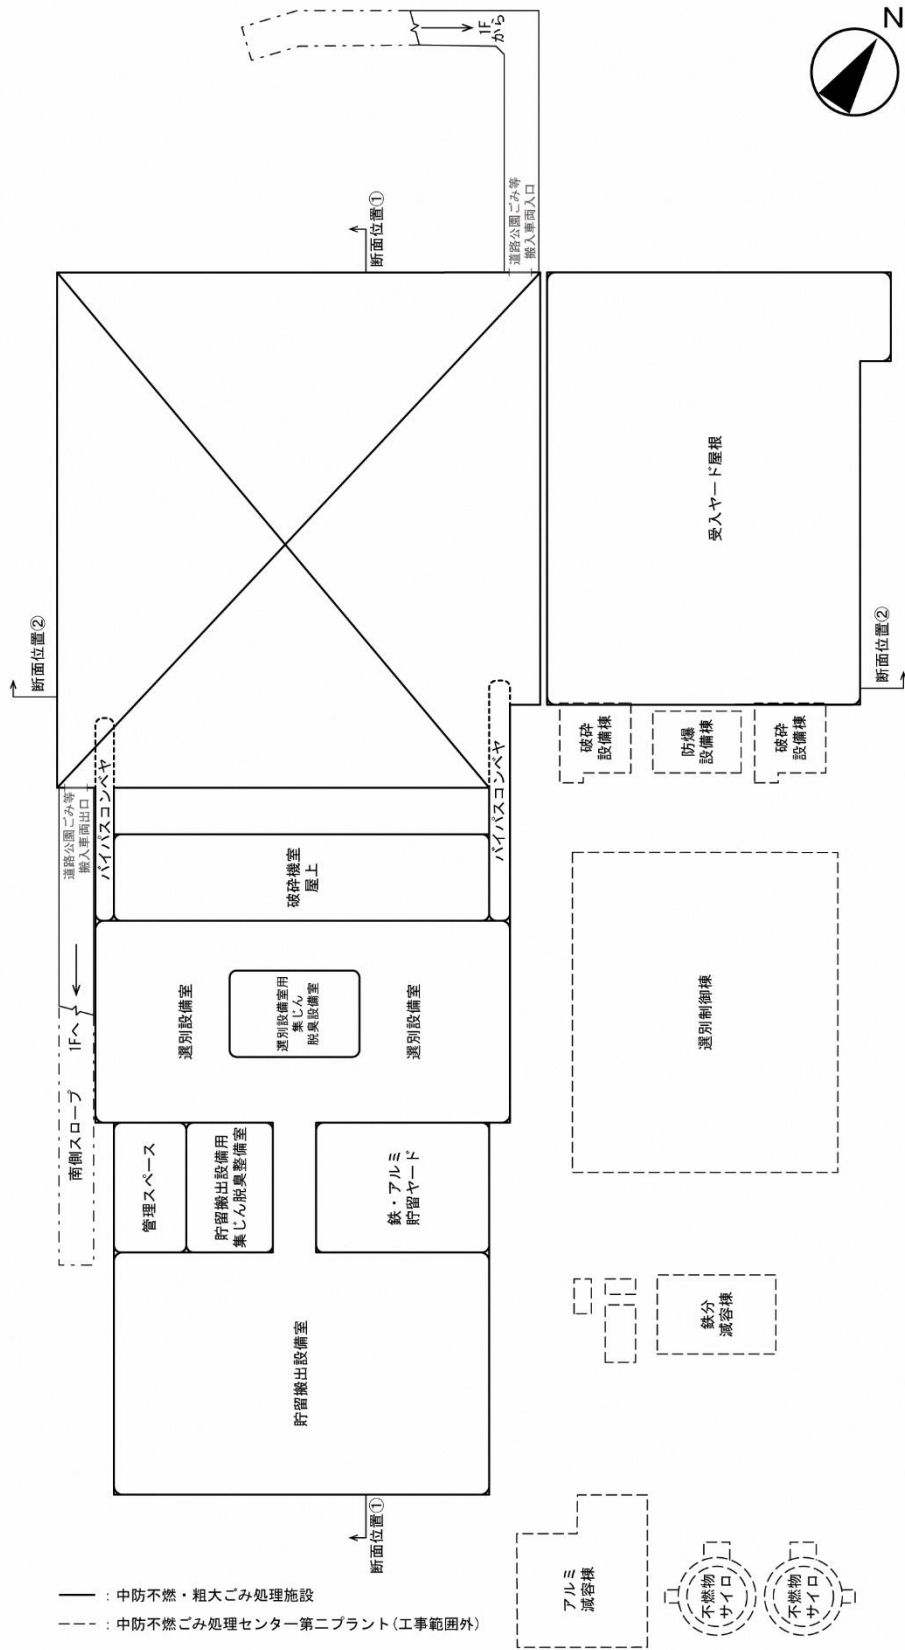 N
1F
から
道路公園ごみ等
搬入車両入口
断面位置①
断面位置②
受入ヤード屋根
断面位置②
破砕
設備棟
防爆
設備棟
破砕
設備棟
道路公園ごみ等
搬入車両出口
バイパスコンベヤ
バイパスコンベヤ
破砕機室
屋上
1Fへ
南側スロープ
選別設備室
選別設備室用
集じん
脱臭設備室
選別設備室
選別制御棟
管理スペース
貯留搬出設備用
集じん脱臭整備室
鉄・アルミ
貯留ヤード
貯留搬出設備室
鉄分
減容棟
断面位置①
アルミ
減容棟
不燃物
サイロ
不燃物
サイロ
：中防不燃・粗大ごみ処理施設
：中防不燃ごみ処理センター第二プラント(工事範囲外)